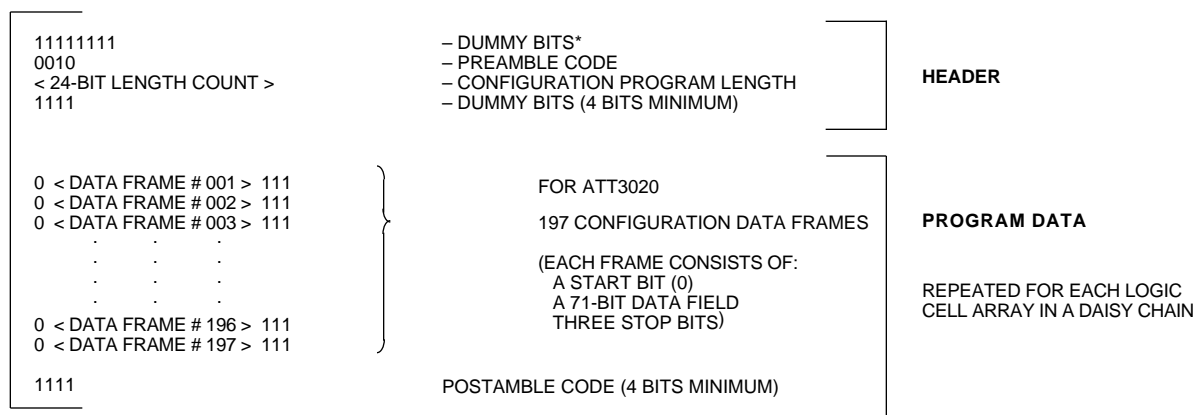 11111111 – DUMMY BITS*
0010 – PREAMBLE CODE
< 24-BIT LENGTH COUNT > – CONFIGURATION PROGRAM LENGTH
1111 – DUMMY BITS (4 BITS MINIMUM)
HEADER
0 < DATA FRAME # 001 > 111
0 < DATA FRAME # 002 > 111
0 < DATA FRAME # 003 > 111
. . .
. . .
. . .
. . .
0 < DATA FRAME # 196 > 111
0 < DATA FRAME # 197 > 111
FOR ATT3020
197 CONFIGURATION DATA FRAMES
(EACH FRAME CONSISTS OF:
A START BIT (0)
A 71-BIT DATA FIELD
THREE STOP BITS)
PROGRAM DATA
REPEATED FOR EACH LOGIC
CELL ARRAY IN A DAISY CHAIN
1111 POSTAMBLE CODE (4 BITS MINIMUM)